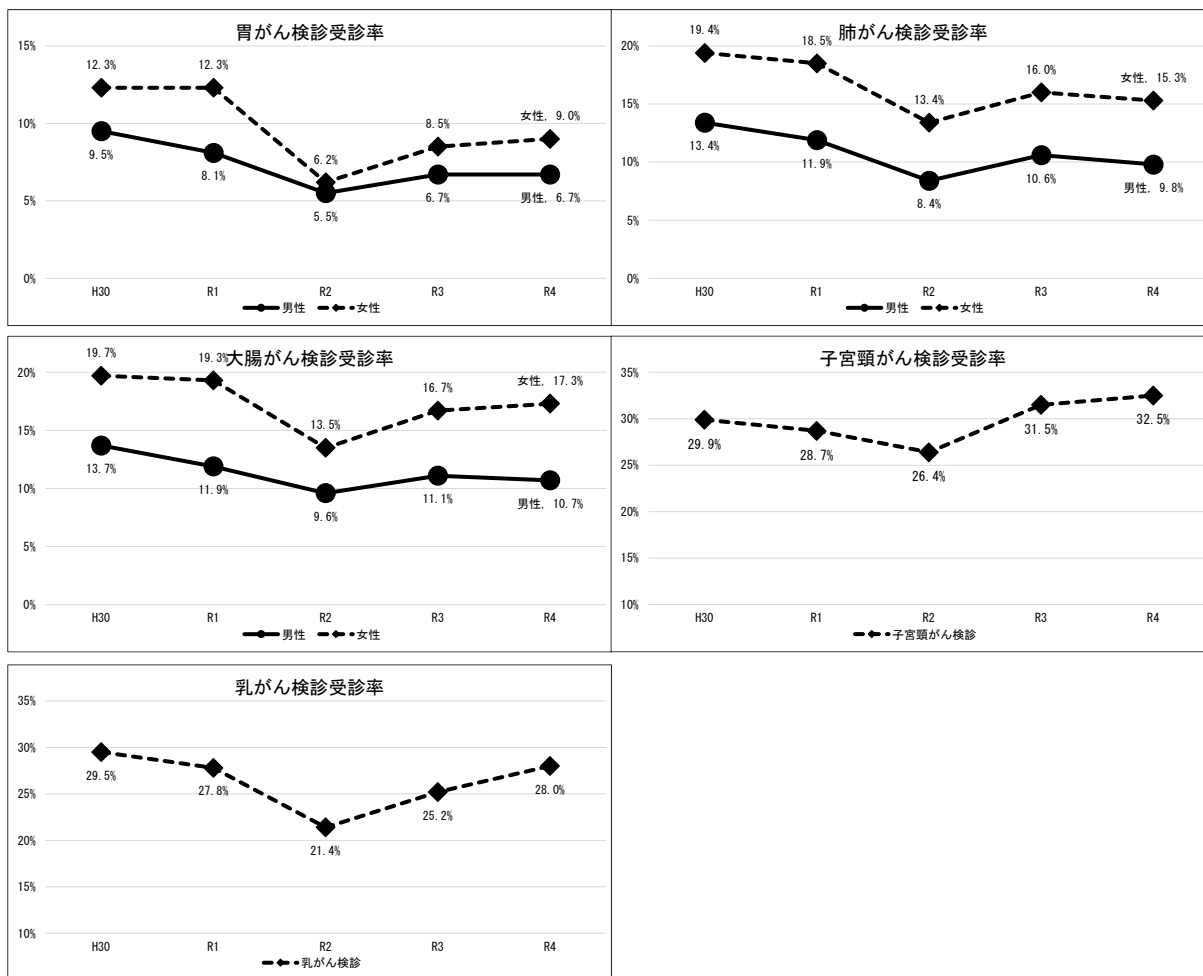 胃がん検診受診率
15%
10%
5%
0%
12.3%
12.3%
6.2%
8.5%
女性, 9.0%
9.5%
8.1%
5.5%
6.7%
男性, 6.7%
H30
R1
R2
R3
R4
男性
女性
肺がん検診受診率
20%
15%
10%
5%
0%
19.4%
18.5%
13.4%
16.0%
女性, 15.3%
13.4%
11.9%
8.4%
10.6%
男性, 9.8%
H30
R1
R2
R3
R4
男性
女性
大腸がん検診受診率
20%
15%
10%
5%
0%
19.7%
19.3%
13.5%
16.7%
女性, 17.3%
13.7%
11.9%
9.6%
11.1%
男性, 10.7%
H30
R1
R2
R3
R4
男性
女性
子宮頸がん検診受診率
35%
30%
25%
20%
15%
10%
29.9%
28.7%
26.4%
31.5%
32.5%
H30
R1
R2
R3
R4
子宮頸がん検診
乳がん検診受診率
35%
30%
25%
20%
15%
10%
29.5%
27.8%
21.4%
25.2%
28.0%
H30
R1
R2
R3
R4
乳がん検診